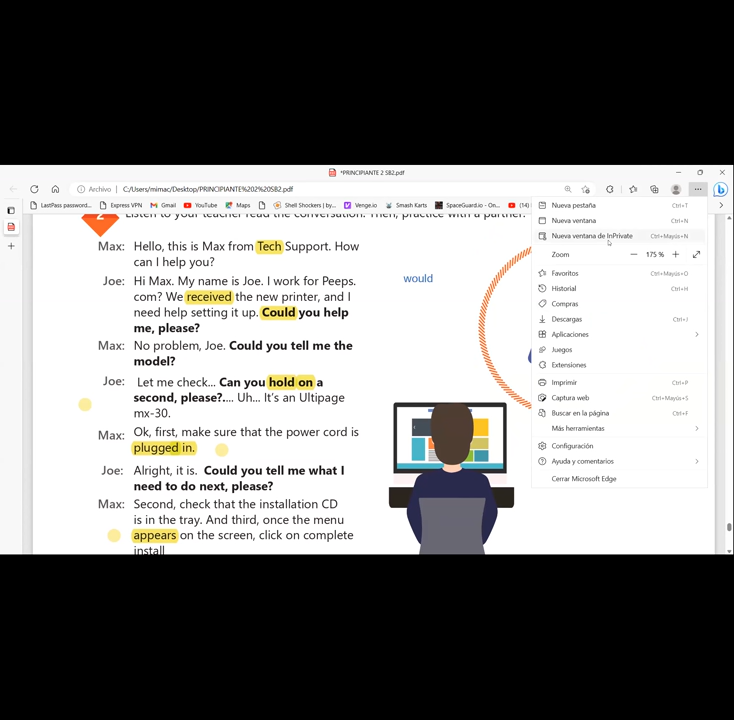 *PRINCIPIANTE 2 SB2.pdf
Archivo | C:/Users/mimac/Desktop/PRINCIPIANTE%202%20SB2.pdf
LastPass password... Express VPN Gmail YouTube Maps Shell Shockers | by... Venge.io Smash Karts SpaceGuard.io - On... (14)
2 Listen to your teacher read the conversation. Then, practice with a partner.
Max: Hello, this is Max from Tech Support. How
can I help you?
Joe: Hi Max. My name is Joe. I work for Peeps.
com? We received the new printer, and I
need help setting it up. Could you help
me, please?
Max: No problem, Joe. Could you tell me the
model?
Joe: Let me check... Can you hold on a
second, please?.... Uh... It's an Ultipage
mx-30.
Max: Ok, first, make sure that the power cord is
plugged in.
Joe: Alright, it is. Could you tell me what I
need to do next, please?
Max: Second, check that the installation CD
is in the tray. And third, once the menu
appears on the screen, click on complete
install
would
Nueva pestaña Ctrl+T
Nueva ventana Ctrl+N
Nueva ventana de InPrivate Ctrl+Mayús+N
Zoom — 175 % +
Favoritos Ctrl+Mayús+O
Historial Ctrl+H
Compras
Descargas Ctrl+J
Aplicaciones
Juegos
Extensiones
Imprimir Ctrl+P
Captura web Ctrl+Mayús+S
Buscar en la página Ctrl+F
Más herramientas
Configuración
Ayuda y comentarios
Cerrar Microsoft Edge